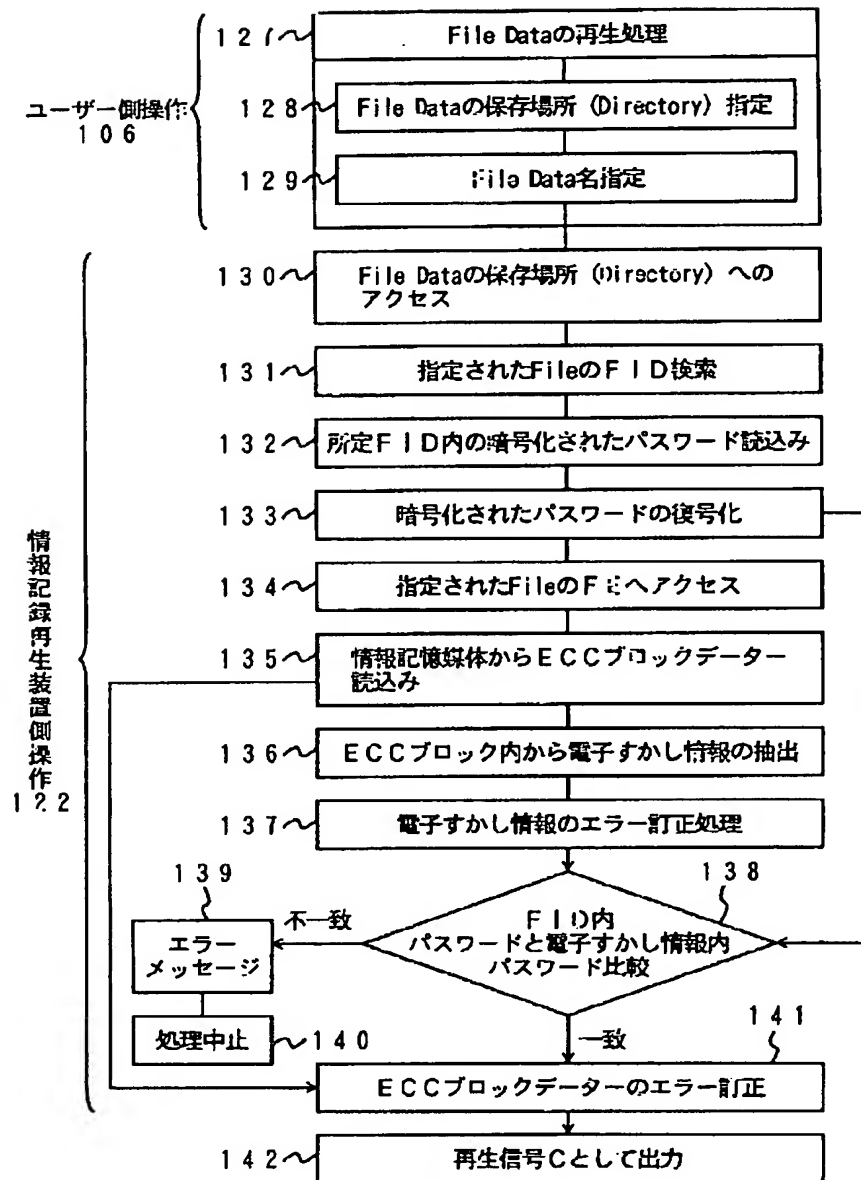 127
File Dataの再生処理
ユーザー側操作
106
128
File Dataの保存場所 (Directory) 指定
129
File Data名指定
130
File Dataの保存場所 (Directory) への
アクセス
131
指定されたFileのFID検索
132
所定FID内の暗号化されたパスワード読込み
133
暗号化されたパスワードの復号化
134
指定されたFileのFEへアクセス
情報記録再生装置側操作
122
135
情報記憶媒体からECCブロックデーター
読込み
136
ECCブロック内から電子すかし情報の抽出
137
電子すかし情報のエラー訂正処理
138
FID内
パスワードと電子すかし情報内
パスワード比較
139
不一致
エラー
メッセージ
処理中止
140
一致
141
ECCブロックデーターのエラー訂正
142
再生信号Cとして出力